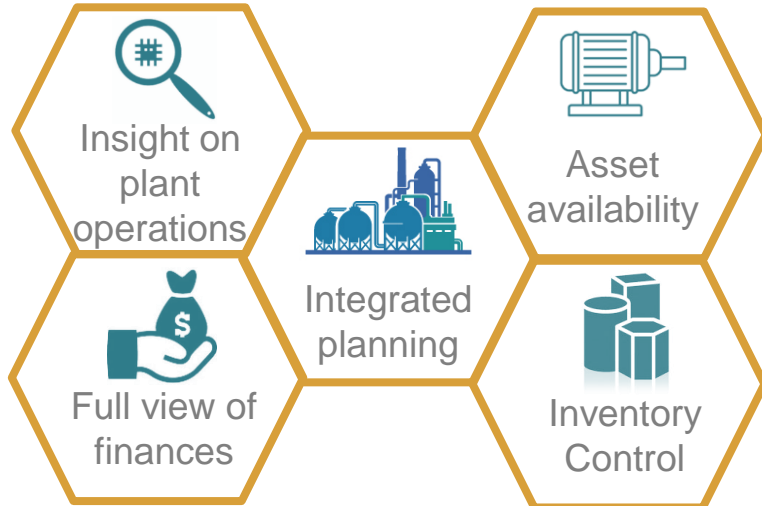 Insight on
plant
operations
Asset
availability
Integrated
planning
$
Full view of
finances
Inventory
Control